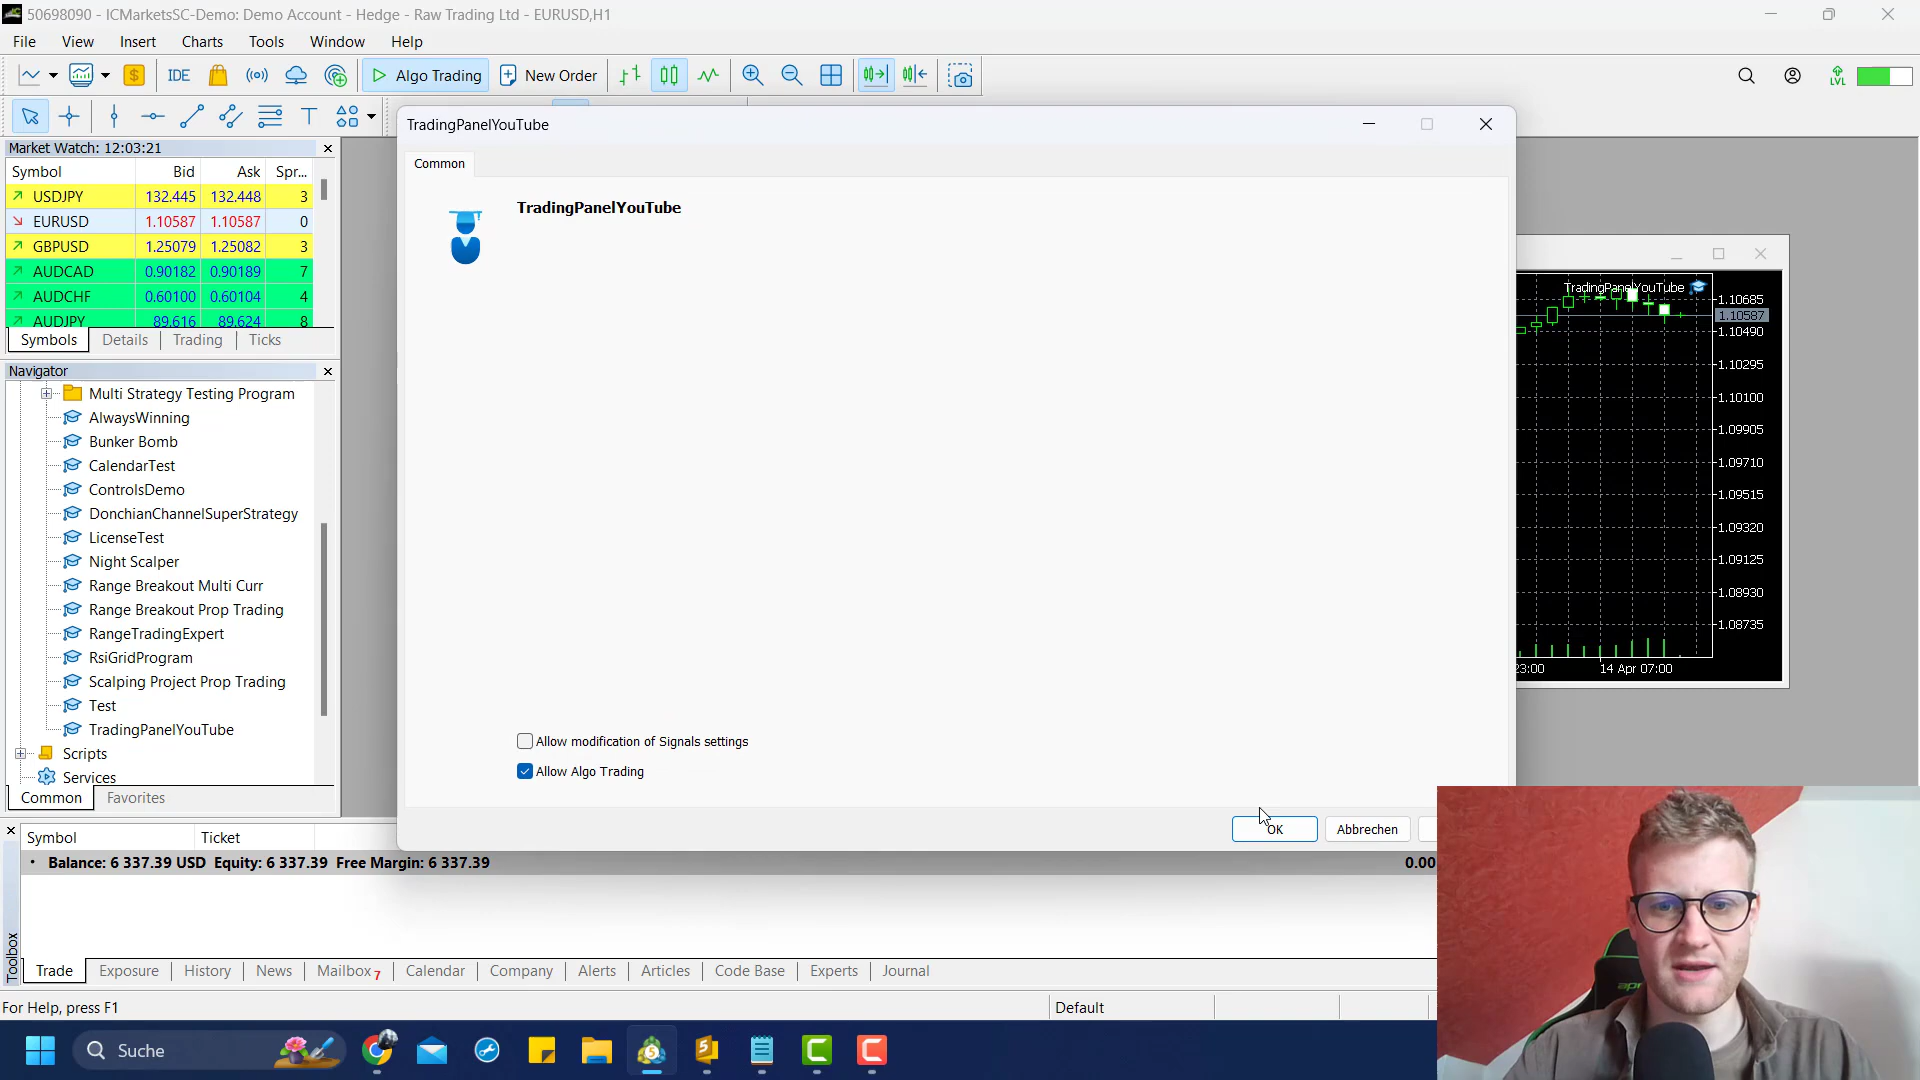 50698090 - ICMarketsSC-Demo: Demo Account - Hedge - Raw Trading Ltd - EURUSD,H1
File View Insert Charts Tools Window Help
IDE Algo Trading New Order LVL
Market Watch: 12:03:21
Symbol Bid Ask Spr...
USDJPY 132.445 132.448 3
EURUSD 1.10587 1.10587 0
GBPUSD 1.25079 1.25082 3
AUDCAD 0.90182 0.90189 7
AUDCHF 0.60100 0.60104 4
AUDJPY 89.616 89.624 8
Symbols Details Trading Ticks
Navigator
Multi Strategy Testing Program
AlwaysWinning
Bunker Bomb
CalendarTest
ControlsDemo
DonchianChannelSuperStrategy
LicenseTest
Night Scalper
Range Breakout Multi Curr
Range Breakout Prop Trading
RangeTradingExpert
RsiGridProgram
Scalping Project Prop Trading
Test
TradingPanelYouTube
Scripts
Services
Common Favorites
TradingPanelYouTube
Common
TradingPanelYouTube
Allow modification of Signals settings
Allow Algo Trading
OK Abbrechen
TradingPanelYouTube
1.10685
1.10587
1.10490
1.10295
1.10100
1.09905
1.09710
1.09515
1.09320
1.09125
1.08930
1.08735
23:00 14 Apr 07:00
Symbol Ticket
Balance: 6 337.39 USD Equity: 6 337.39 Free Margin: 6 337.39 0.00
Toolbox
Trade Exposure History News Mailbox 7 Calendar Company Alerts Articles Code Base Experts Journal
For Help, press F1 Default
Suche